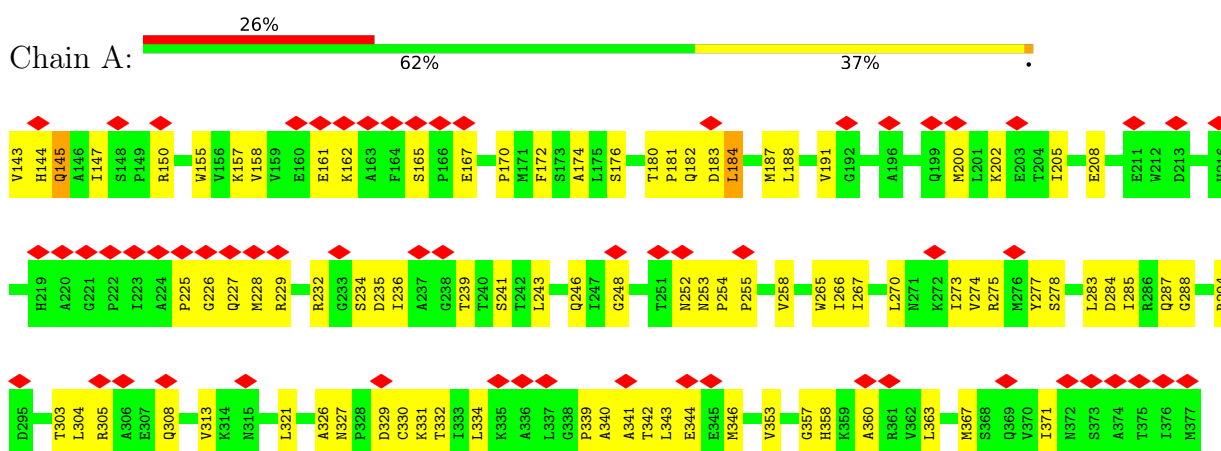 26%
Chain A:
62% 37% •
V143 H144 Q145 A146 I147 S148 P149 R150 W155 V156 K157 V158 V159 E160 E161 K162 A163 F164 S165 P166 E167 P170 M171 F172 S173 A174 L175 S176 T180 P181 Q182 D183 L184 M187 L188 V191 G192 A196 Q199 M200 L201 K202 E203 T204 I205 E208 E211 W212 D213
H219 A220 G221 P222 I223 A224 P225 G226 Q227 M228 R229 R232 G233 S234 D235 I236 A237 G238 T239 T240 S241 T242 L243 Q246 I247 G248 T251 N252 N253 P254 P255 V258 W265 I266 I267 L270 N271 K272 I273 V274 R275 M276 Y277 S278 L283 D284 I285 R286 Q287 G288
D295 T303 L304 R305 A306 E307 Q308 V313 K314 N315 L321 A326 N327 P328 D329 C330 K331 T332 I333 L334 K335 A336 L337 G338 P339 A340 A341 T342 L343 E344 E345 M346 V353 G357 H358 K359 A360 R361 V362 L363 M367 S368 Q369 V370 I371 N372 S373 A374 T375 I376 M377